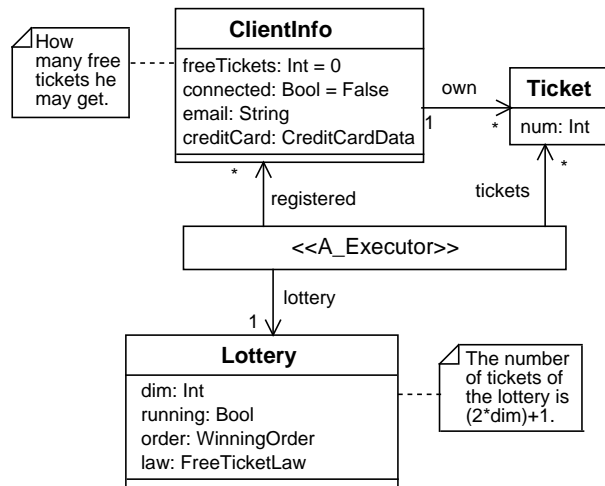 How
many free
tickets he
may get.
ClientInfo
freeTickets: Int = 0
connected: Bool = False
email: String
creditCard: CreditCardData
own
1
*
Ticket
num: Int
*
registered
*
tickets
<<A_Executor>>
lottery
1
Lottery
dim: Int
running: Bool
order: WinningOrder
law: FreeTicketLaw
The number
of tickets of
the lottery is
(2*dim)+1.